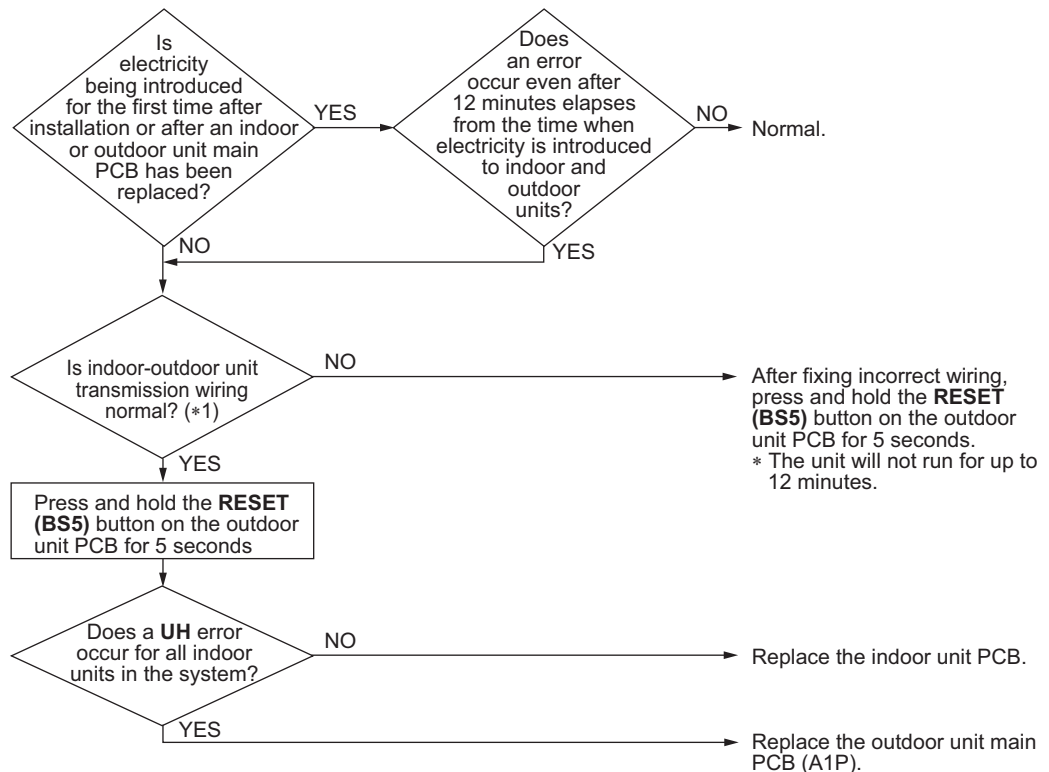 Is
electricity
being introduced
for the first time after
installation or after an indoor
or outdoor unit main
PCB has been
replaced?
YES
Does
an error
occur even after
12 minutes elapses
from the time when
electricity is introduced
to indoor and
outdoor
units?
NO
Normal.
NO
YES
Is indoor-outdoor unit
transmission wiring
normal? (*1)
NO
After fixing incorrect wiring,
press and hold the RESET
(BS5) button on the outdoor
unit PCB for 5 seconds.
* The unit will not run for up to
12 minutes.
YES
Press and hold the RESET
(BS5) button on the outdoor
unit PCB for 5 seconds
Does a UH error
occur for all indoor
units in the system?
NO
Replace the indoor unit PCB.
YES
Replace the outdoor unit main
PCB (A1P).